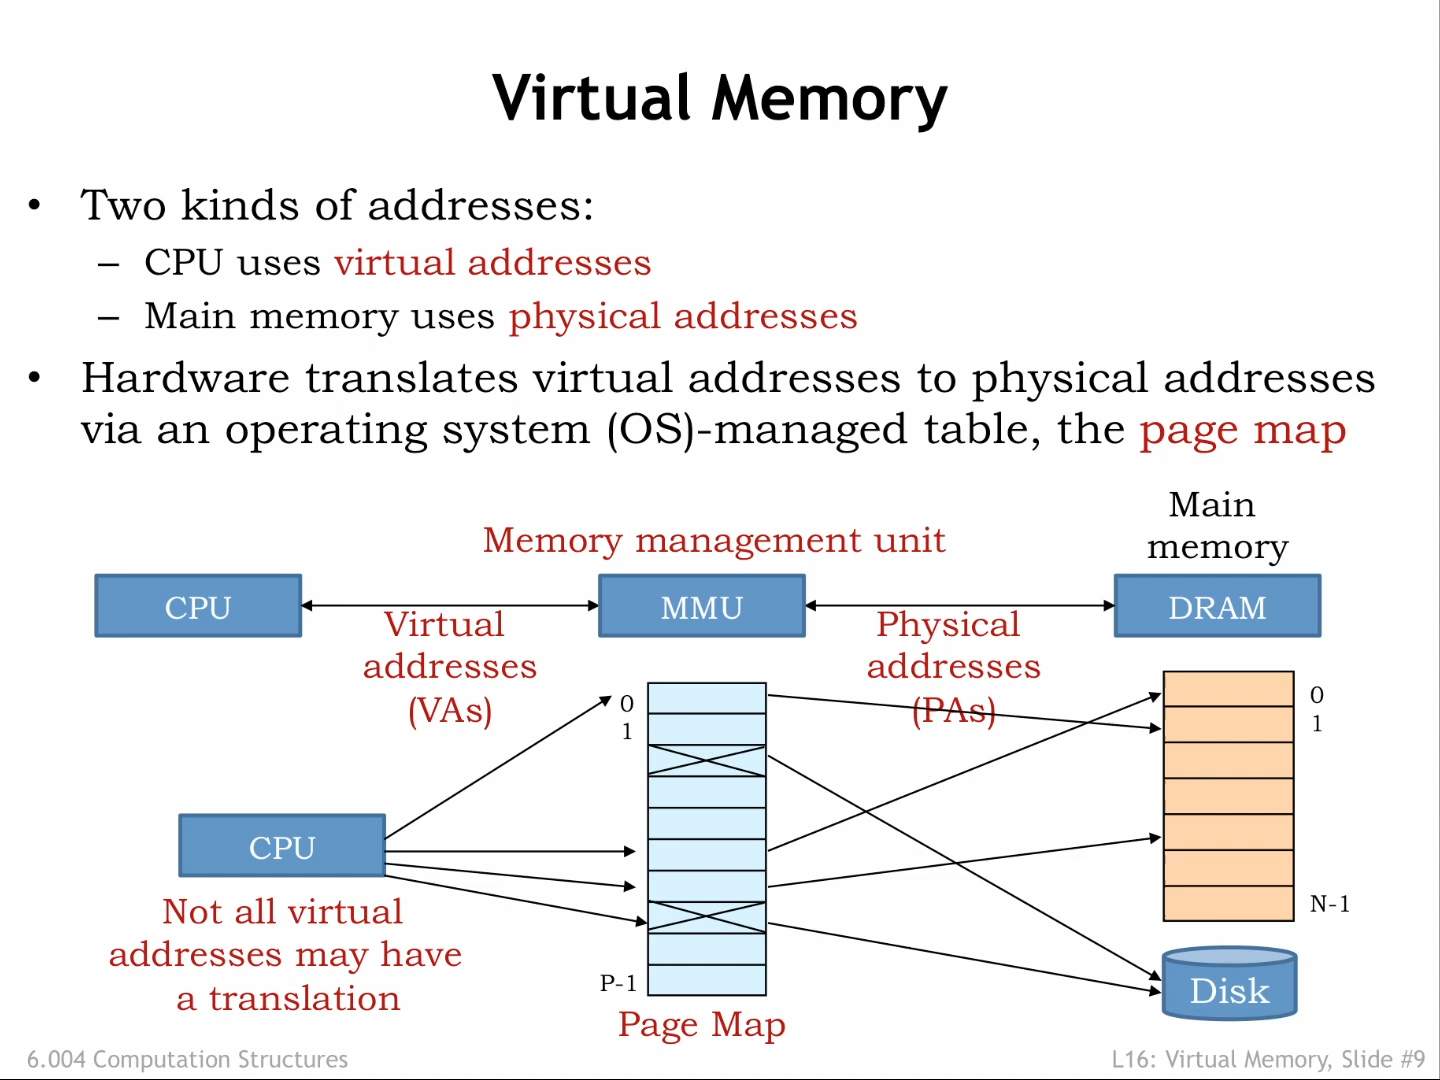 Virtual Memory
• Two kinds of addresses:
– CPU uses virtual addresses
– Main memory uses physical addresses
• Hardware translates virtual addresses to physical addresses
via an operating system (OS)-managed table, the page map
Main
memory
Memory management unit
CPU
MMU
DRAM
Virtual
addresses
(VAs)
Physical
addresses
(PAs)
0
1
0
1
CPU
Not all virtual
addresses may have
a translation
N-1
P-1
Disk
Page Map
6.004 Computation Structures
L16: Virtual Memory, Slide #9